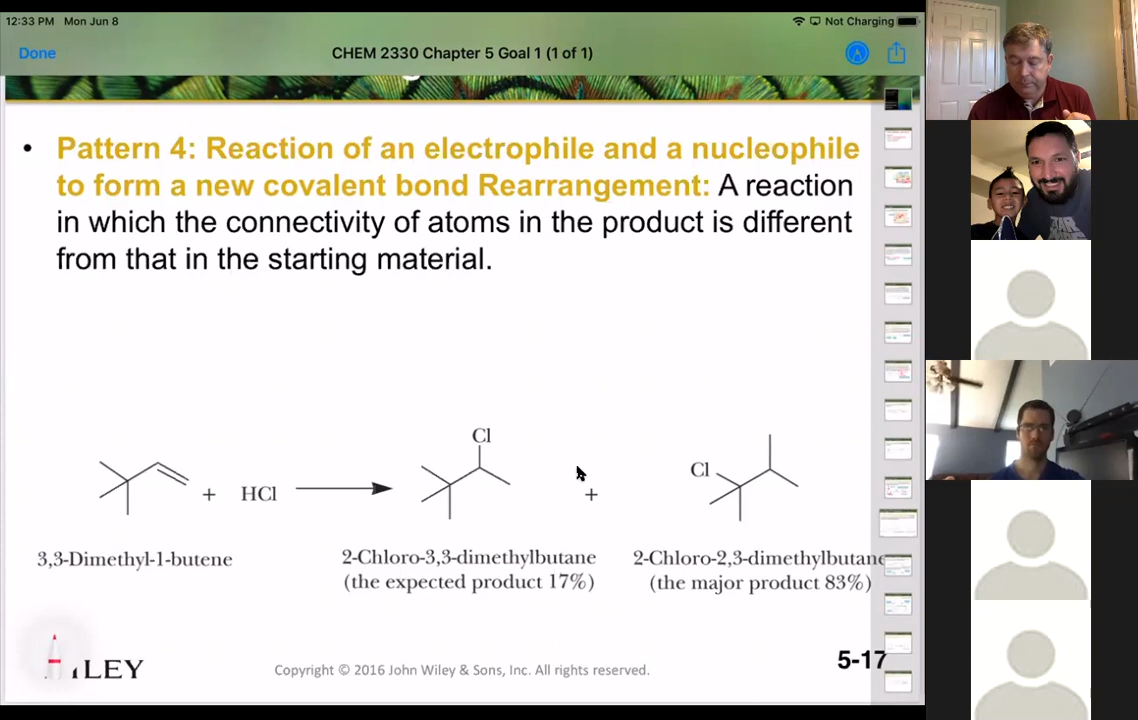 12:33 PM Mon Jun 8
Not Charging
Done
CHEM 2330 Chapter 5 Goal 1 (1 of 1)
• Pattern 4: Reaction of an electrophile and a nucleophile
to form a new covalent bond Rearrangement: A reaction
in which the connectivity of atoms in the product is different
from that in the starting material.
Cl
Cl
+ HCl
+
3,3-Dimethyl-1-butene
2-Chloro-3,3-dimethylbutane
(the expected product 17%)
2-Chloro-2,3-dimethylbutane
(the major product 83%)
LEY
Copyright © 2016 John Wiley & Sons, Inc. All rights reserved.
5-17